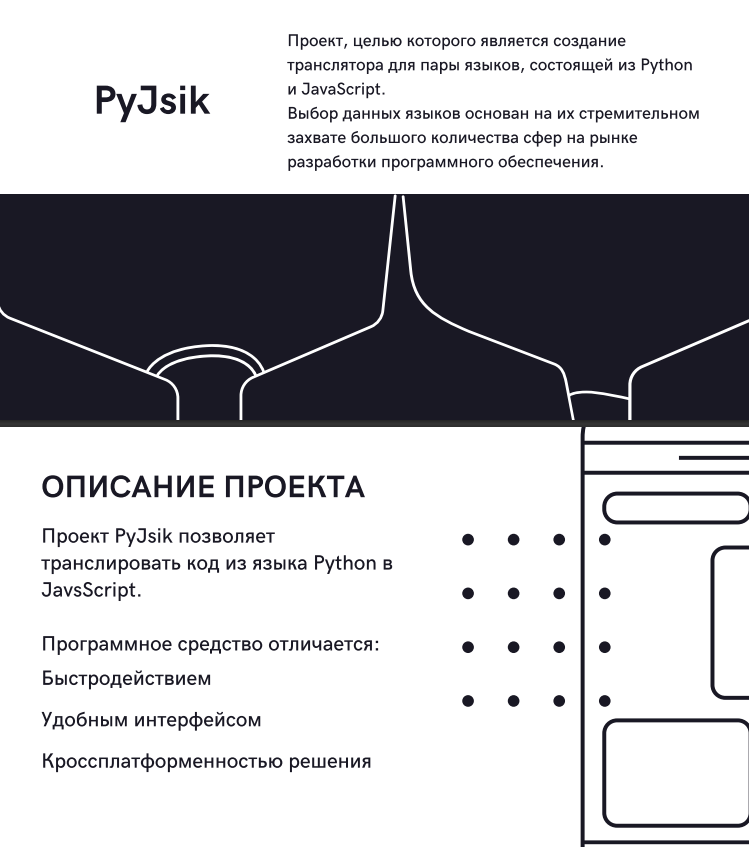 PyJsik
Проект, целью которого является создание
транслятора для пары языков, состоящей из Python
и JavaScript.
Выбор данных языков основан на их стремительном
захвате большого количества сфер на рынке
разработки программного обеспечения.
ОПИСАНИЕ ПРОЕКТА
Проект PyJsik позволяет
транслировать код из языка Python в
JavsScript.
Программное средство отличается:
Быстродействием
Удобным интерфейсом
Кроссплатформенностью решения